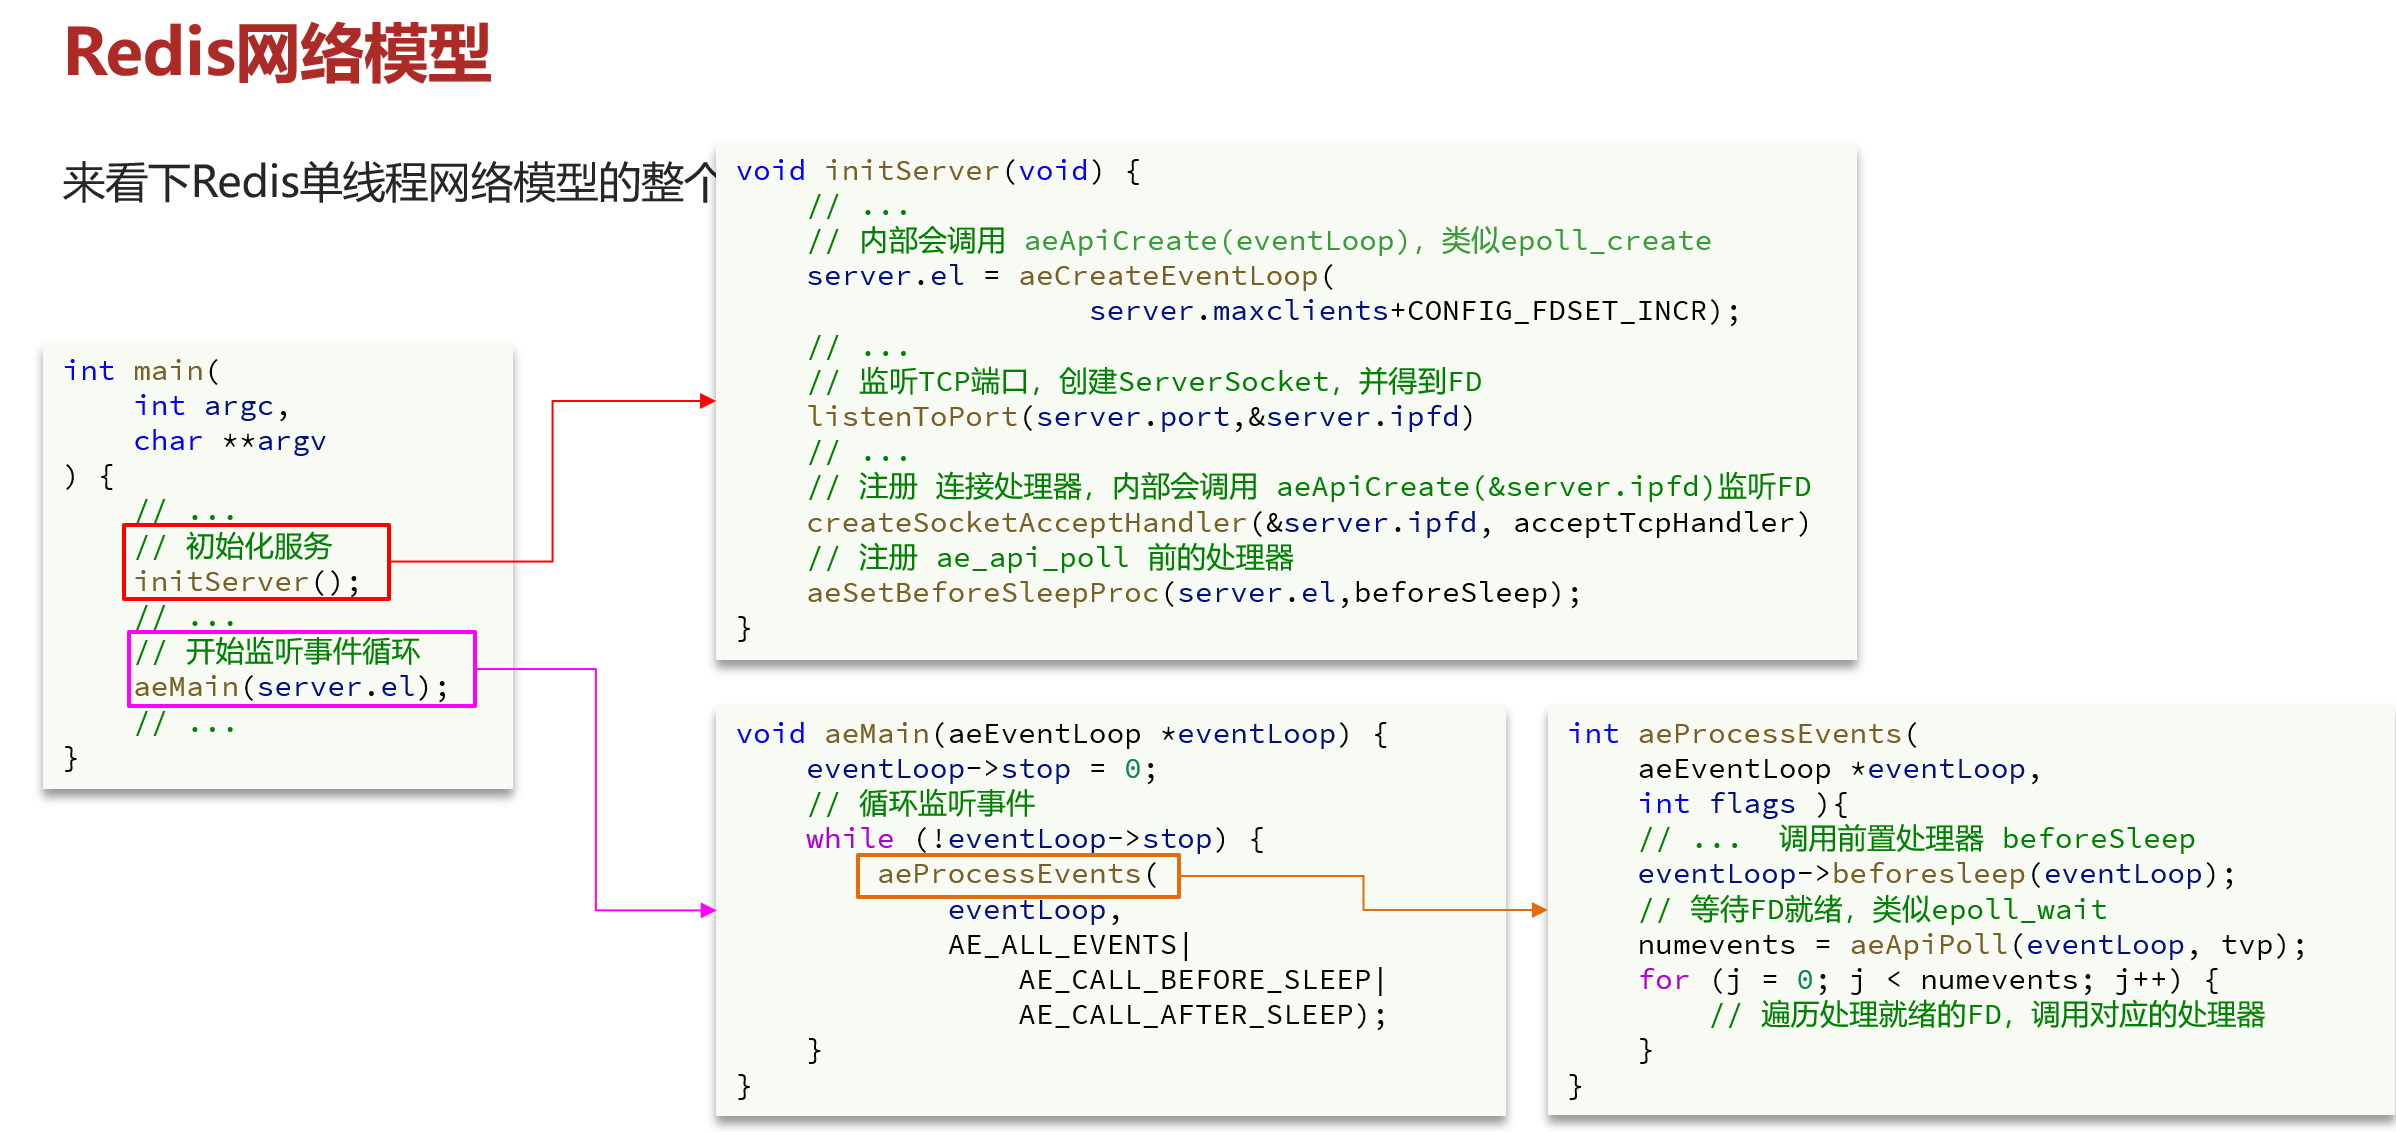 Redis网络模型
来看下Redis单线程网络模型的整个
int main(
    int argc,
    char **argv
) {
    // ...
    // 初始化服务
    initServer();
    // ...
    // 开始监听事件循环
    aeMain(server.el);
    // ...
}
void initServer(void) {
    // ...
    // 内部会调用 aeApiCreate(eventLoop)，类似epoll_create
    server.el = aeCreateEventLoop(
                    server.maxclients+CONFIG_FDSET_INCR);
    // ...
    // 监听TCP端口，创建ServerSocket，并得到FD
    listenToPort(server.port,&server.ipfd)
    // ...
    // 注册 连接处理器，内部会调用 aeApiCreate(&server.ipfd)监听FD
    createSocketAcceptHandler(&server.ipfd, acceptTcpHandler)
    // 注册 ae_api_poll 前的处理器
    aeSetBeforeSleepProc(server.el,beforeSleep);
}
void aeMain(aeEventLoop *eventLoop) {
    eventLoop->stop = 0;
    // 循环监听事件
    while (!eventLoop->stop) {
        aeProcessEvents(
            eventLoop,
            AE_ALL_EVENTS|
                AE_CALL_BEFORE_SLEEP|
                AE_CALL_AFTER_SLEEP);
    }
}
int aeProcessEvents(
    aeEventLoop *eventLoop,
    int flags ){
    // ...  调用前置处理器 beforeSleep
    eventLoop->beforesleep(eventLoop);
    // 等待FD就绪，类似epoll_wait
    numevents = aeApiPoll(eventLoop, tvp);
    for (j = 0; j < numevents; j++) {
        // 遍历处理就绪的FD，调用对应的处理器
    }
}